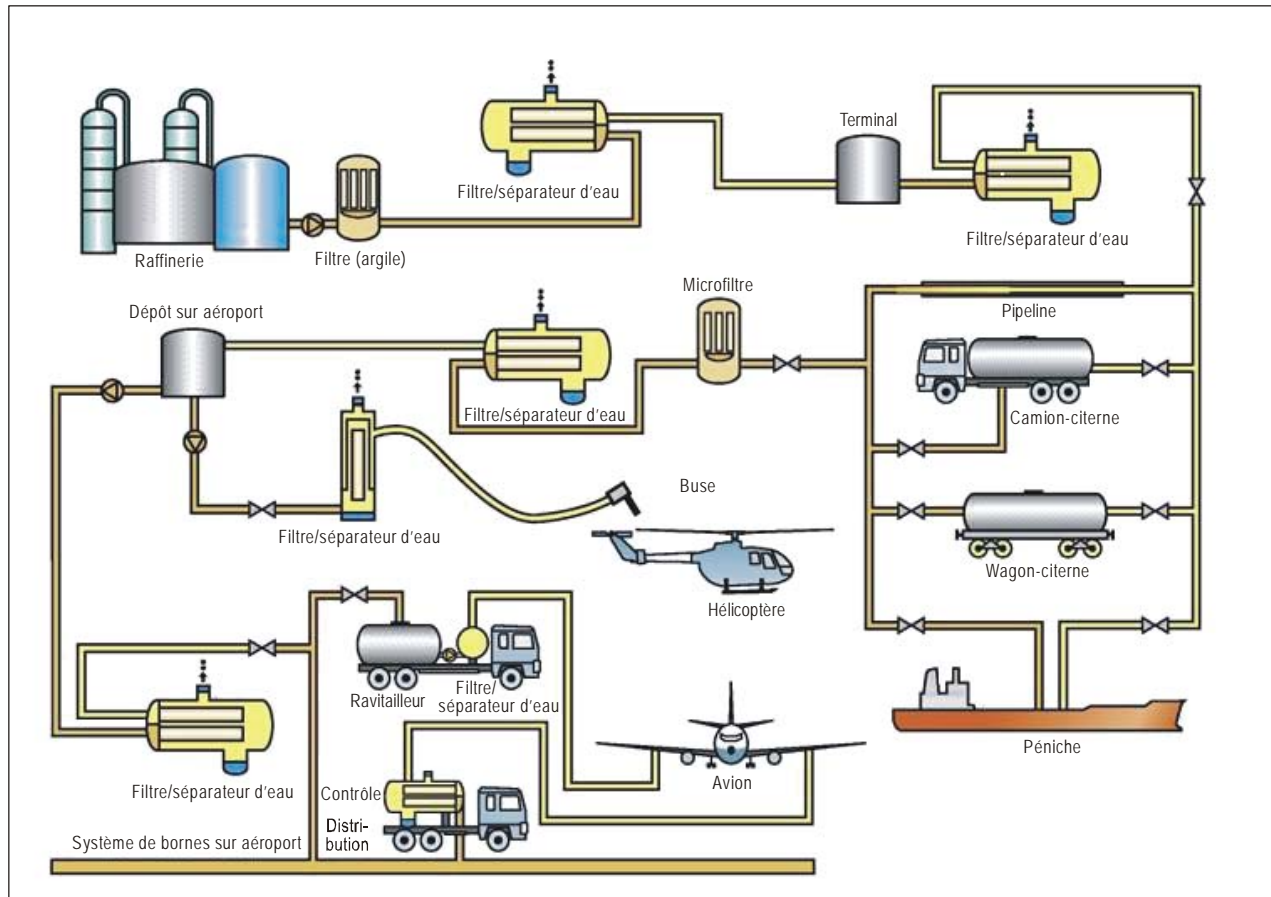 Terminal
Filtre/séparateur d'eau
Filtre/séparateur d'eau
Raffinerie
Filtre (argile)
Microfiltre
Pipeline
Dépôt sur aéroport
Filtre/séparateur d'eau
Camion-citerne
Buse
Filtre/séparateur d'eau
Wagon-citerne
Hélicoptère
Ravitailleur
Filtre/
séparateur d'eau
Péniche
Avion
Filtre/séparateur d'eau
Contrôle
Distri-
bution
Système de bornes sur aéroport